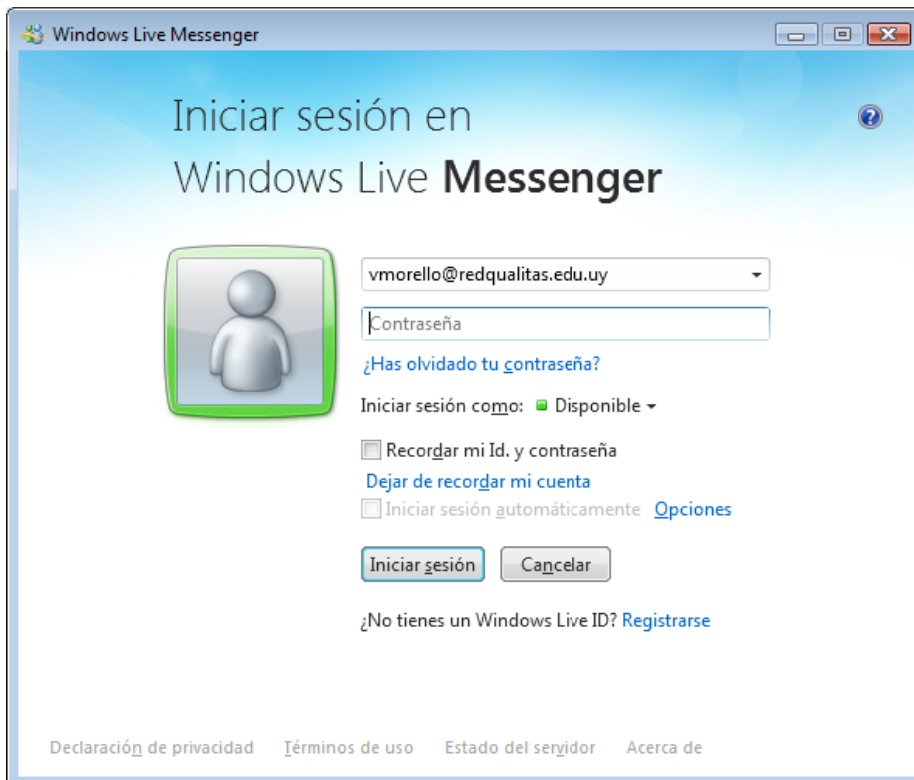 Windows Live Messenger
Iniciar sesión en
Windows Live Messenger
vmorello@redqualitas.edu.uy
Contraseña
¿Has olvidado tu contraseña?
Iniciar sesión como: Disponible
Recordar mi Id. y contraseña
Dejar de recordar mi cuenta
Iniciar sesión automáticamente Opciones
Iniciar sesión Cancelar
¿No tienes un Windows Live ID? Registrarse
Declaración de privacidad Términos de uso Estado del servidor Acerca de